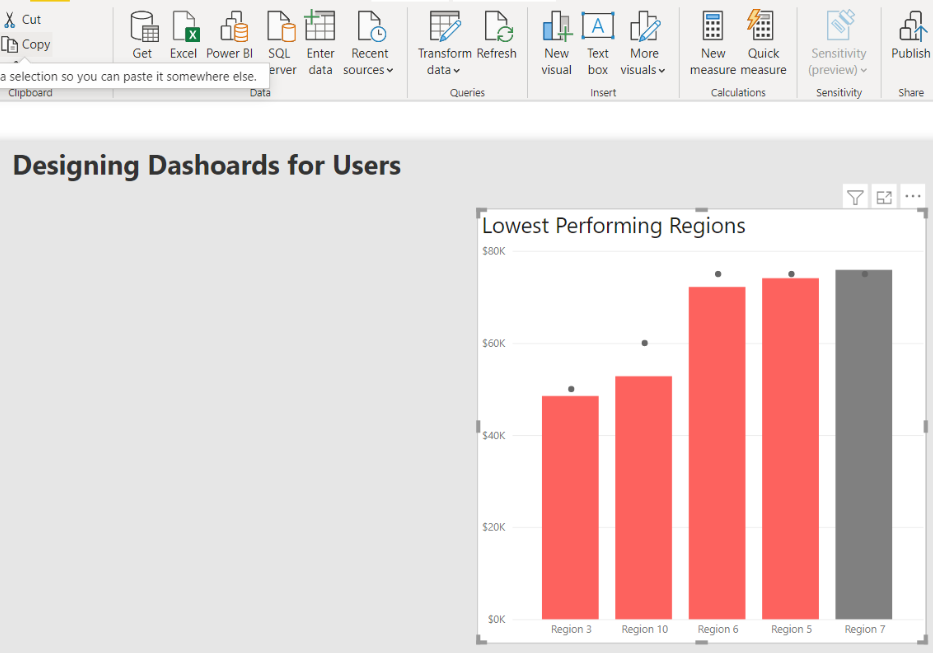 Cut
Copy
a selection so you can paste it somewhere else.
Clipboard
Get
Excel
Power BI
SQL
erver
Enter
data
Recent
sources
Data
Transform
data
Refresh
Queries
New
visual
Text
box
More
visuals
Insert
New
measure
Quick
measure
Calculations
Sensitivity
(preview)
Sensitivity
Publish
Share
Designing Dashoards for Users
Lowest Performing Regions
$80K
$60K
$40K
$20K
$0K
Region 3
Region 10
Region 6
Region 5
Region 7